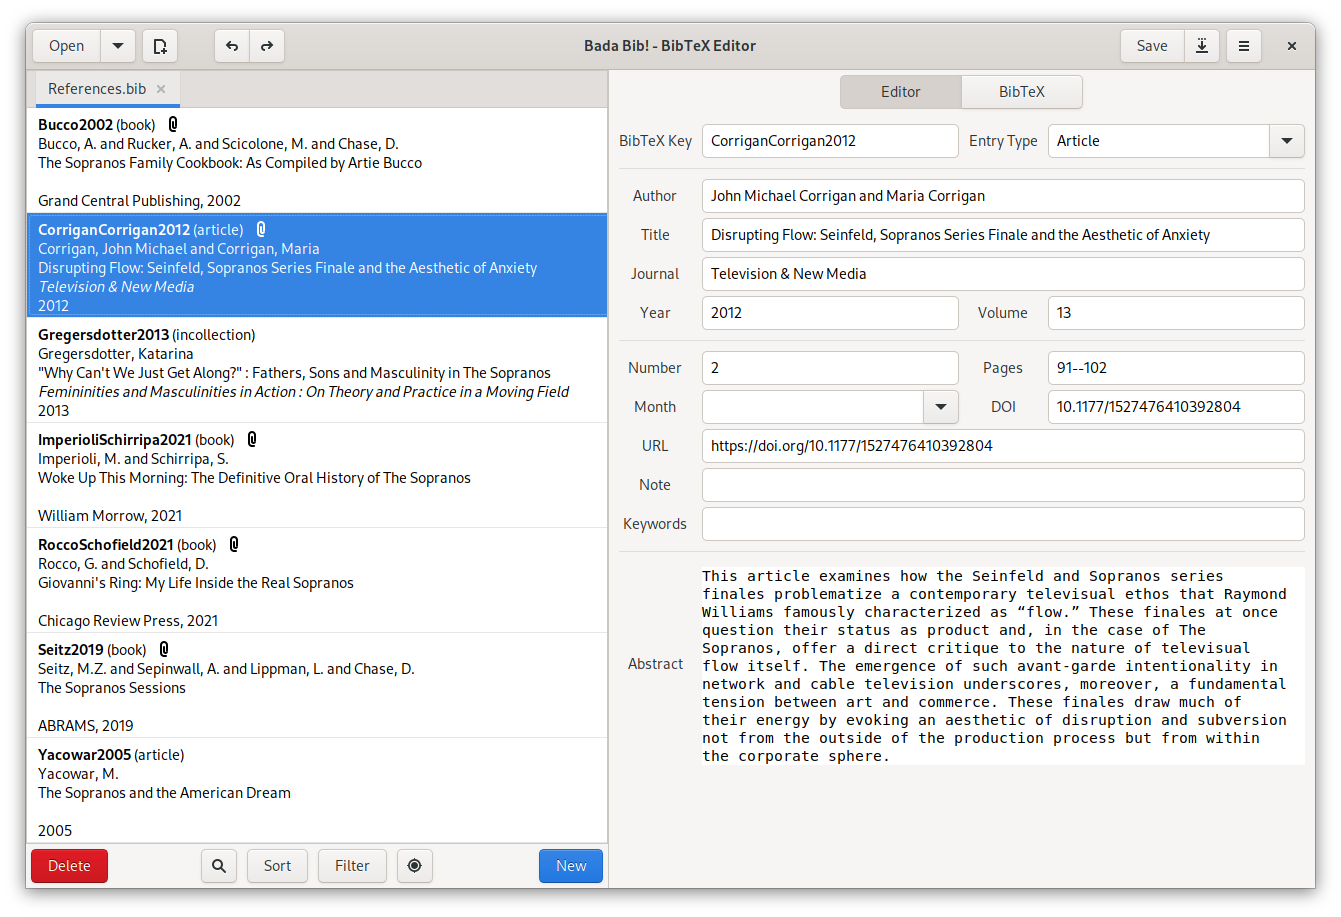 Open
Bada Bib! - BibTeX Editor
Save
References.bib
Bucco2002 (book)
Bucco, A. and Rucker, A. and Scicolone, M. and Chase, D.
The Sopranos Family Cookbook: As Compiled by Artie Bucco
Grand Central Publishing, 2002
CorriganCorrigan2012 (article)
Corrigan, John Michael and Corrigan, Maria
Disrupting Flow: Seinfeld, Sopranos Series Finale and the Aesthetic of Anxiety
Television & New Media
2012
Gregersdotter2013 (incollection)
Gregersdotter, Katarina
"Why Can't We Just Get Along?" : Fathers, Sons and Masculinity in The Sopranos
Femininities and Masculinities in Action : On Theory and Practice in a Moving Field
2013
ImperioliSchirripa2021 (book)
Imperioli, M. and Schirripa, S.
Woke Up This Morning: The Definitive Oral History of The Sopranos
William Morrow, 2021
RoccoSchofield2021 (book)
Rocco, G. and Schofield, D.
Giovanni's Ring: My Life Inside the Real Sopranos
Chicago Review Press, 2021
Seitz2019 (book)
Seitz, M.Z. and Sepinwall, A. and Lippman, L. and Chase, D.
The Sopranos Sessions
ABRAMS, 2019
Yacowar2005 (article)
Yacowar, M.
The Sopranos and the American Dream
2005
Delete
Sort
Filter
New
Editor
BibTeX
BibTeX Key CorriganCorrigan2012 Entry Type Article
Author John Michael Corrigan and Maria Corrigan
Title Disrupting Flow: Seinfeld, Sopranos Series Finale and the Aesthetic of Anxiety
Journal Television & New Media
Year 2012 Volume 13
Number 2 Pages 91--102
Month DOI 10.1177/1527476410392804
URL https://doi.org/10.1177/1527476410392804
Note
Keywords
Abstract
This article examines how the Seinfeld and Sopranos series
finales problematize a contemporary televisual ethos that Raymond
Williams famously characterized as “flow.” These finales at once
question their status as product and, in the case of The
Sopranos, offer a direct critique to the nature of televisual
flow itself. The emergence of such avant-garde intentionality in
network and cable television underscores, moreover, a fundamental
tension between art and commerce. These finales draw much of
their energy by evoking an aesthetic of disruption and subversion
not from the outside of the production process but from within
the corporate sphere.